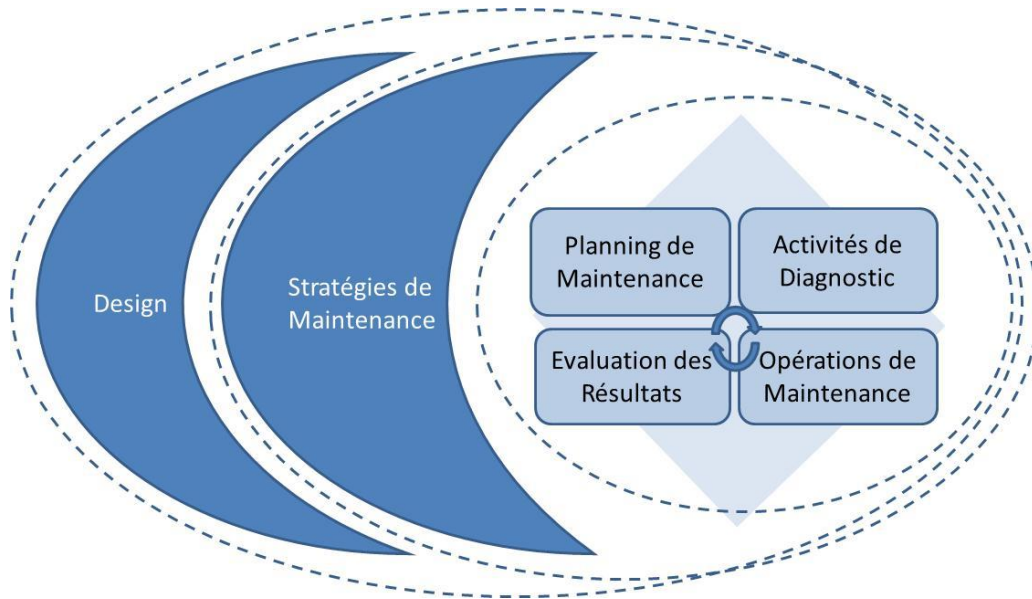 Design
Stratégies de
Maintenance
Planning de
Maintenance
Activités de
Diagnostic
Evaluation des
Résultats
Opérations de
Maintenance